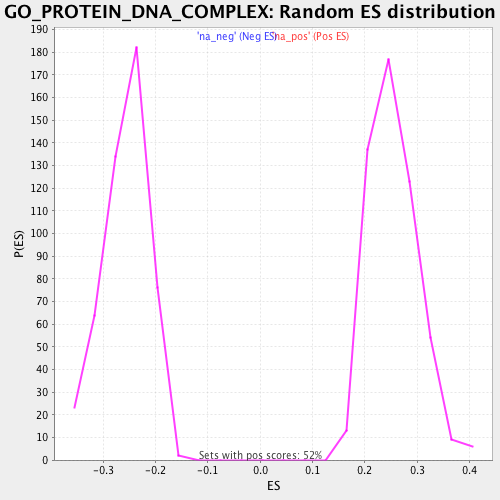 GO_PROTEIN_DNA_COMPLEX: Random ES distribution
'na_neg' (Neg ES)
'na_pos' (Pos ES)
190
180
170
160
150
140
130
120
110
100
90
80
70
60
50
40
30
20
10
0
P(ES)
Sets with pos scores: 52%
-0.3 -0.2 -0.1 0.0 0.1 0.2 0.3 0.4
ES